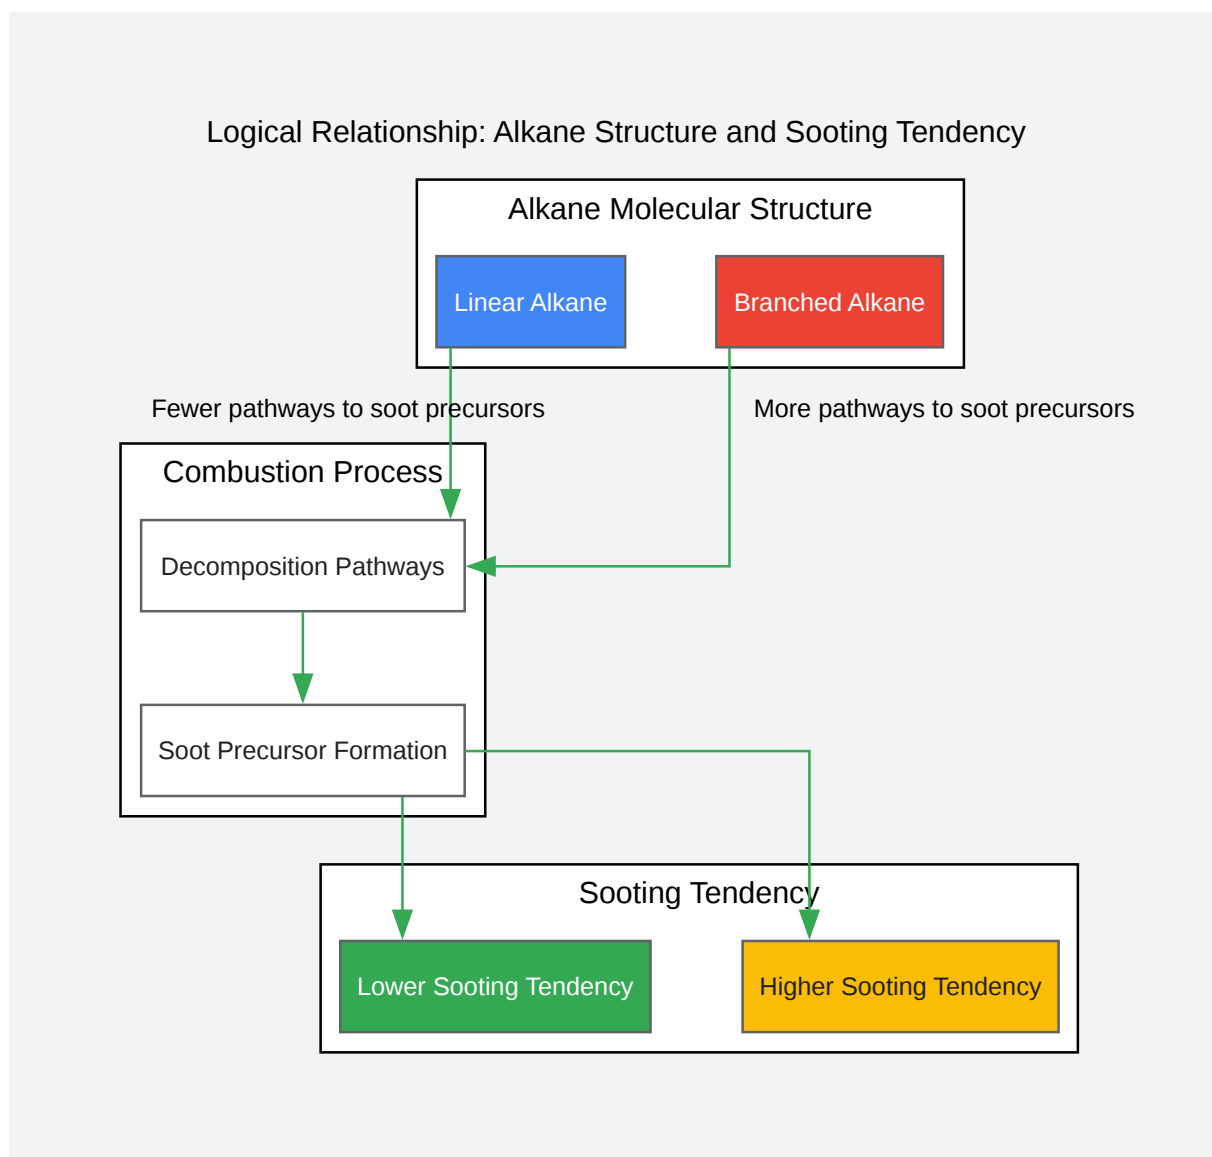 Logical Relationship: Alkane Structure and Sooting Tendency
Alkane Molecular Structure
Linear Alkane
Branched Alkane
Fewer pathways to soot precursors
More pathways to soot precursors
Combustion Process
Decomposition Pathways
Soot Precursor Formation
Sooting Tendency
Lower Sooting Tendency
Higher Sooting Tendency